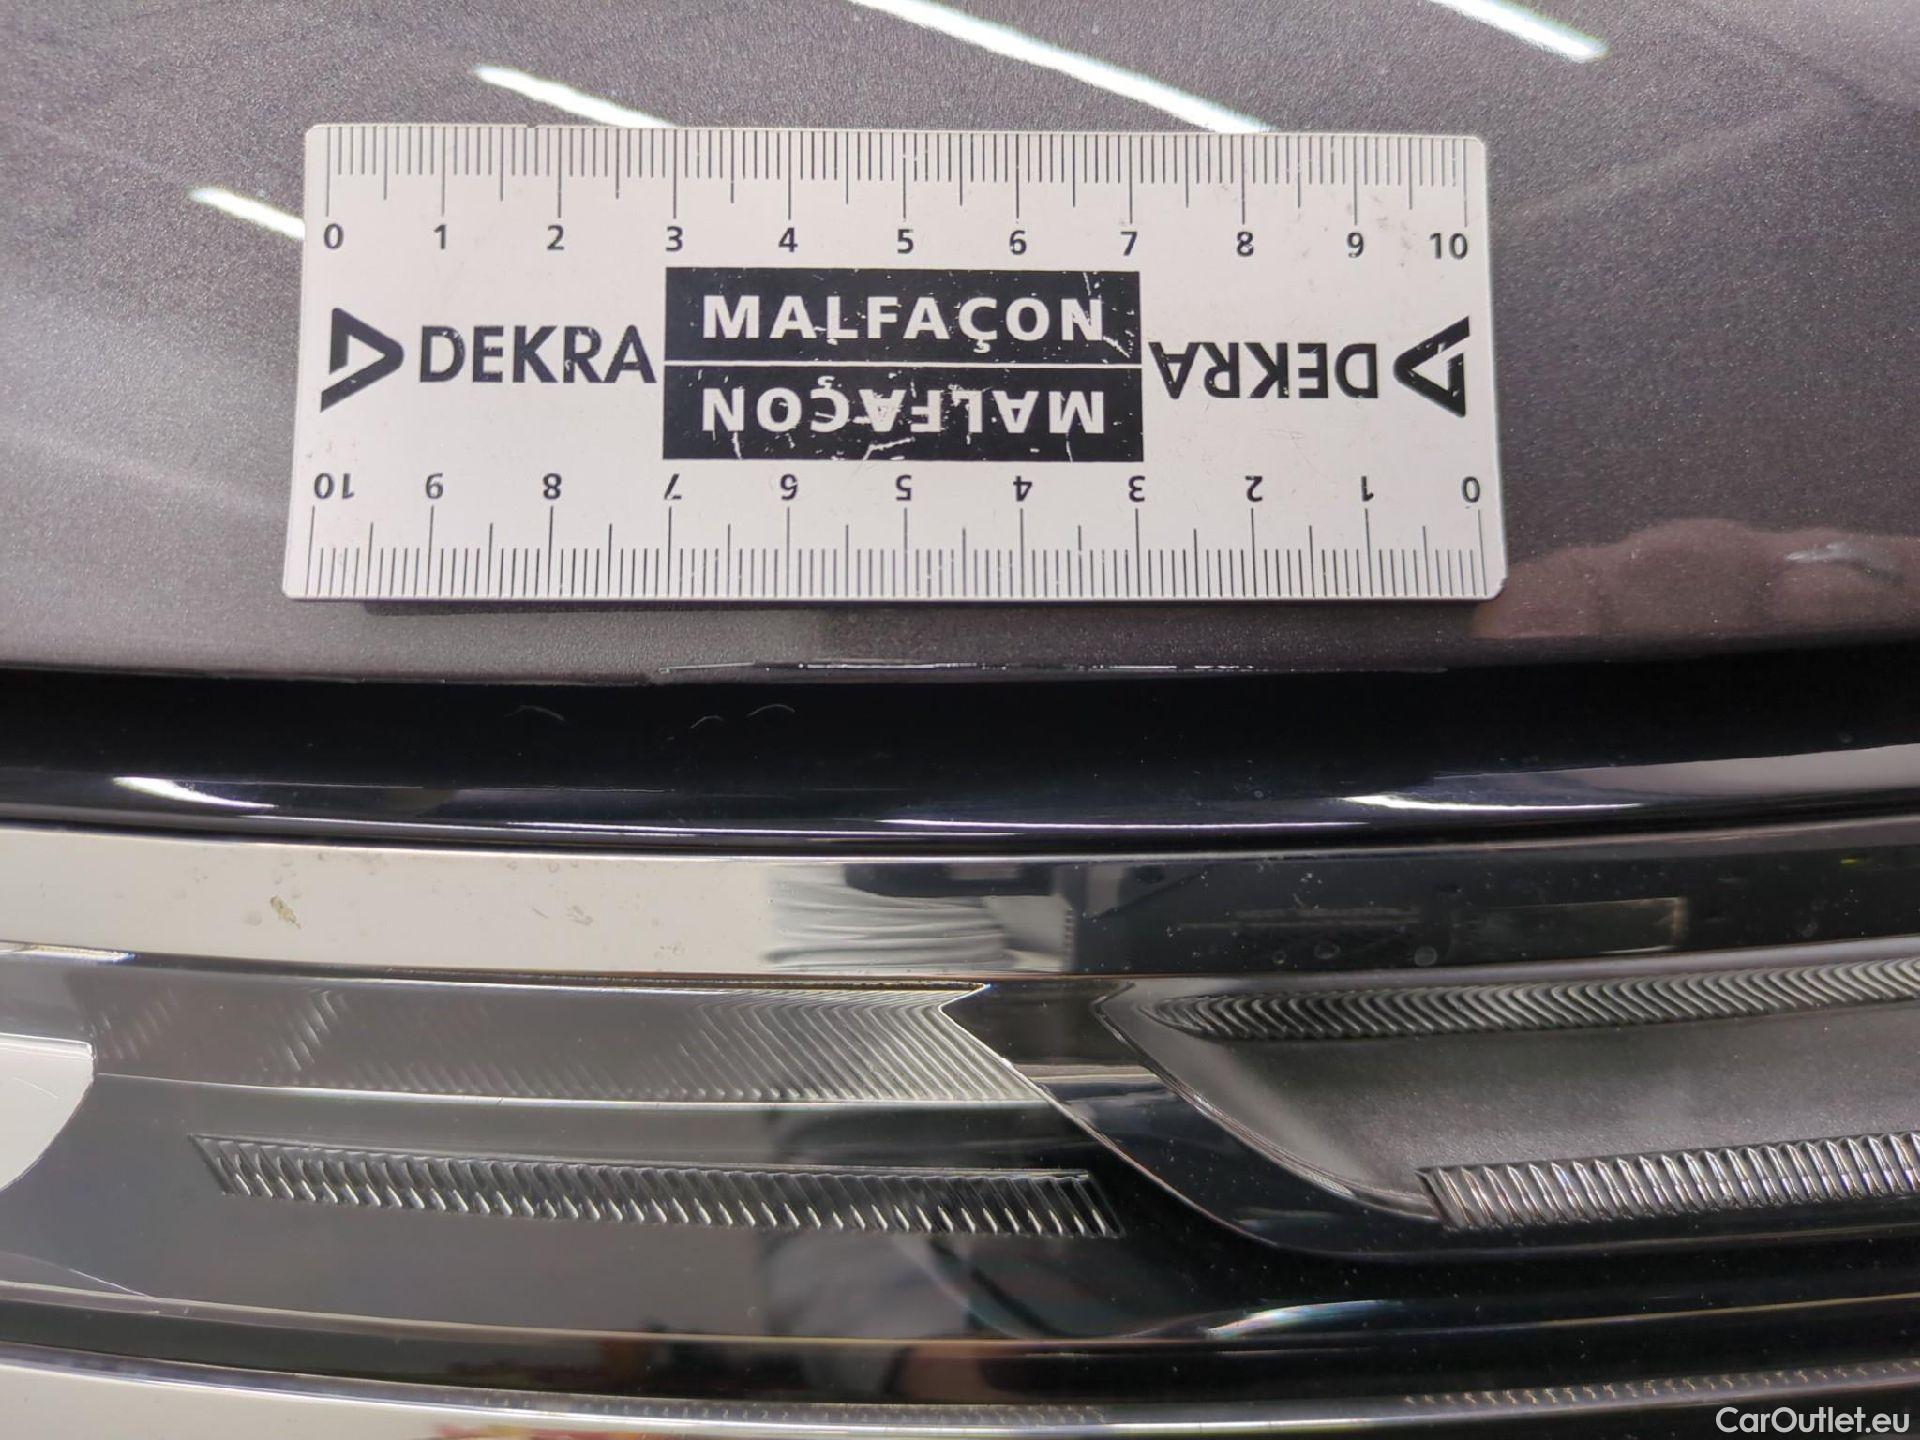 0 1 2 3 4 5 6 7 8 9 10
DEKRA MALFAÇON DEKRA
MALFAÇON
10 9 8 7 6 5 4 3 2 1 0
CarOutlet.eu